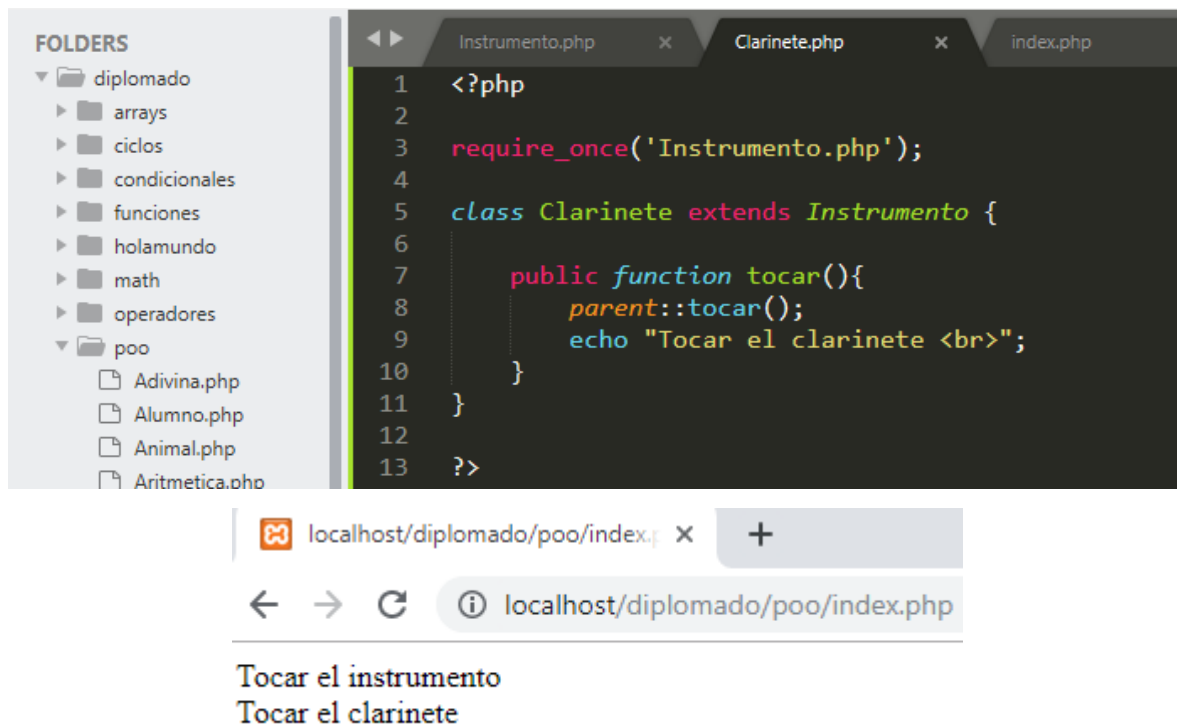 FOLDERS
diplomado
arrays
ciclos
condicionales
funciones
holamundo
math
operadores
poo
Adivina.php
Alumno.php
Animal.php
Aritmetica.php
Instrumento.php × Clarinete.php × index.php
1 <?php
2
3 require_once('Instrumento.php');
4
5 class Clarinete extends Instrumento {
6
7 public function tocar(){
8 parent::tocar();
9 echo "Tocar el clarinete <br>";
10 }
11 }
12
13 ?>
localhost/diplomado/poo/index.p × +
localhost/diplomado/poo/index.php
Tocar el instrumento
Tocar el clarinete